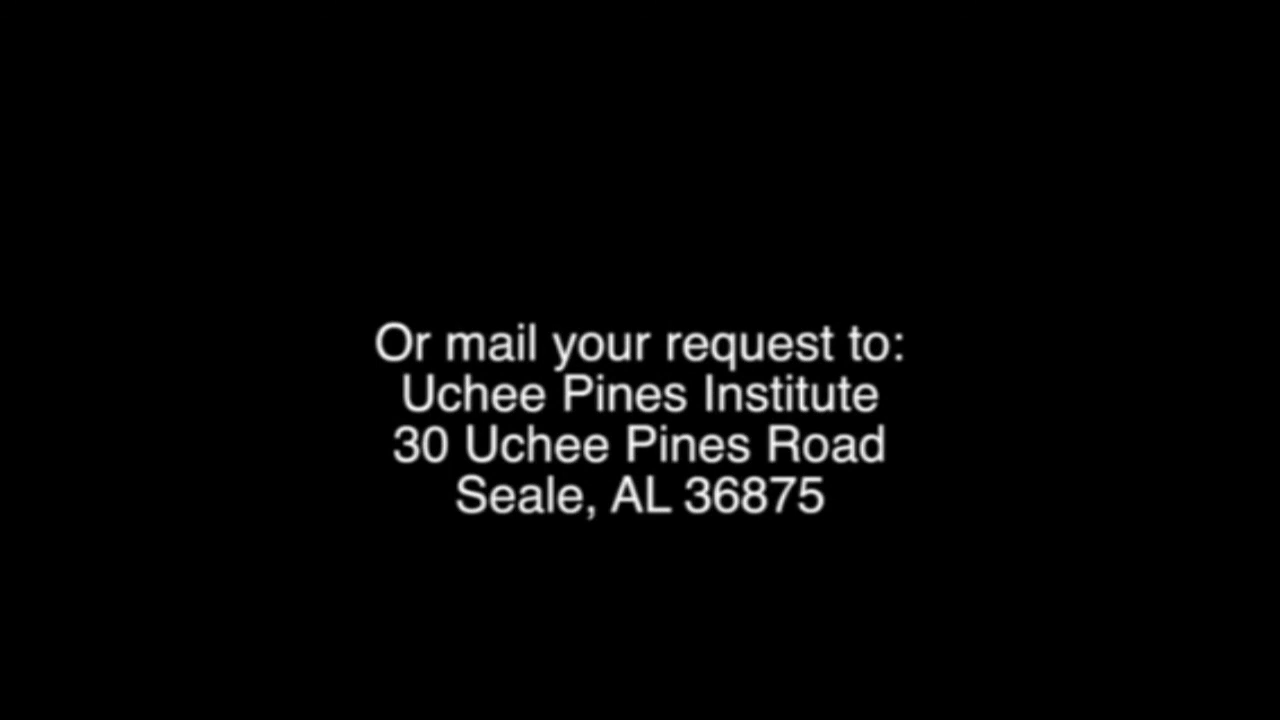 Or mail your request to:
Uchee Pines Institute
30 Uchee Pines Road
Seale, AL 36875